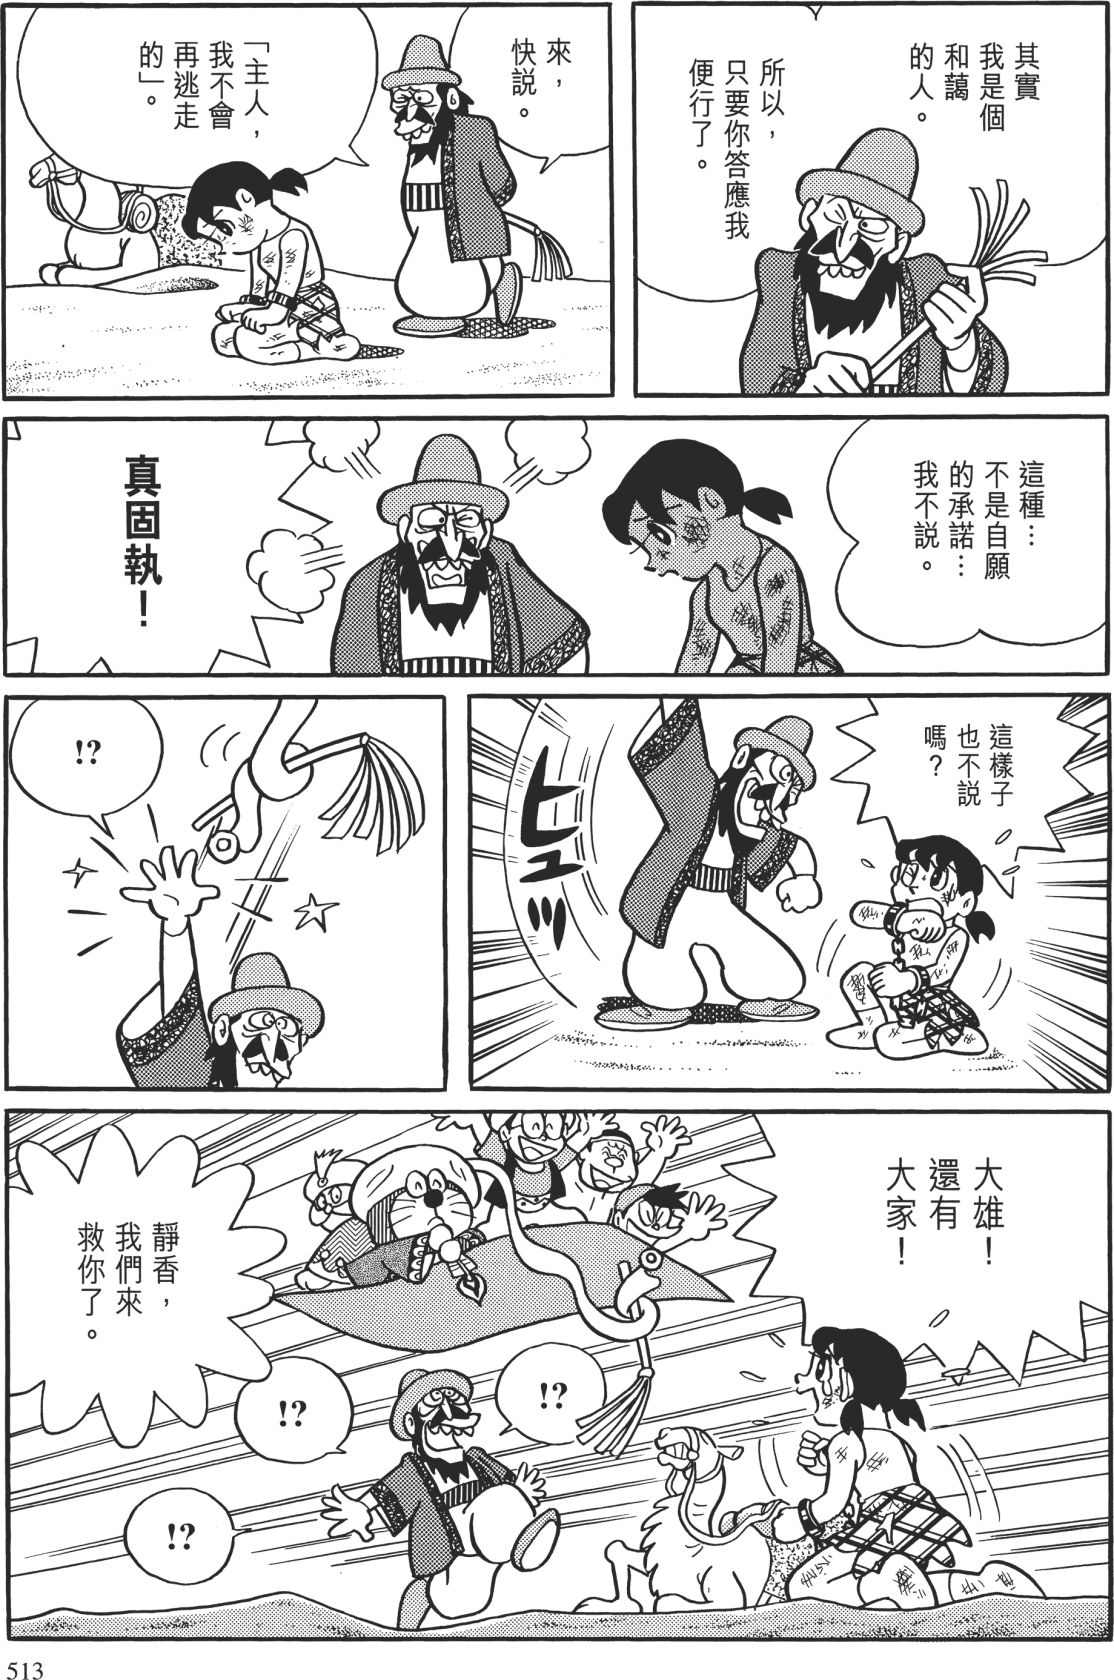 其實
我是個
和藹
的人。
所以，
只要你答應我
便行了。
來，
快説。
「主人，
我不會
再逃走
的」。
這種…
不是自願
的承諾…
我不説。
真固執！
這樣子
也不説
嗎？
ヒュッ
!?
大雄！
還有
大家！
靜香，
我們來
救你了。
!?
!?
!?
513